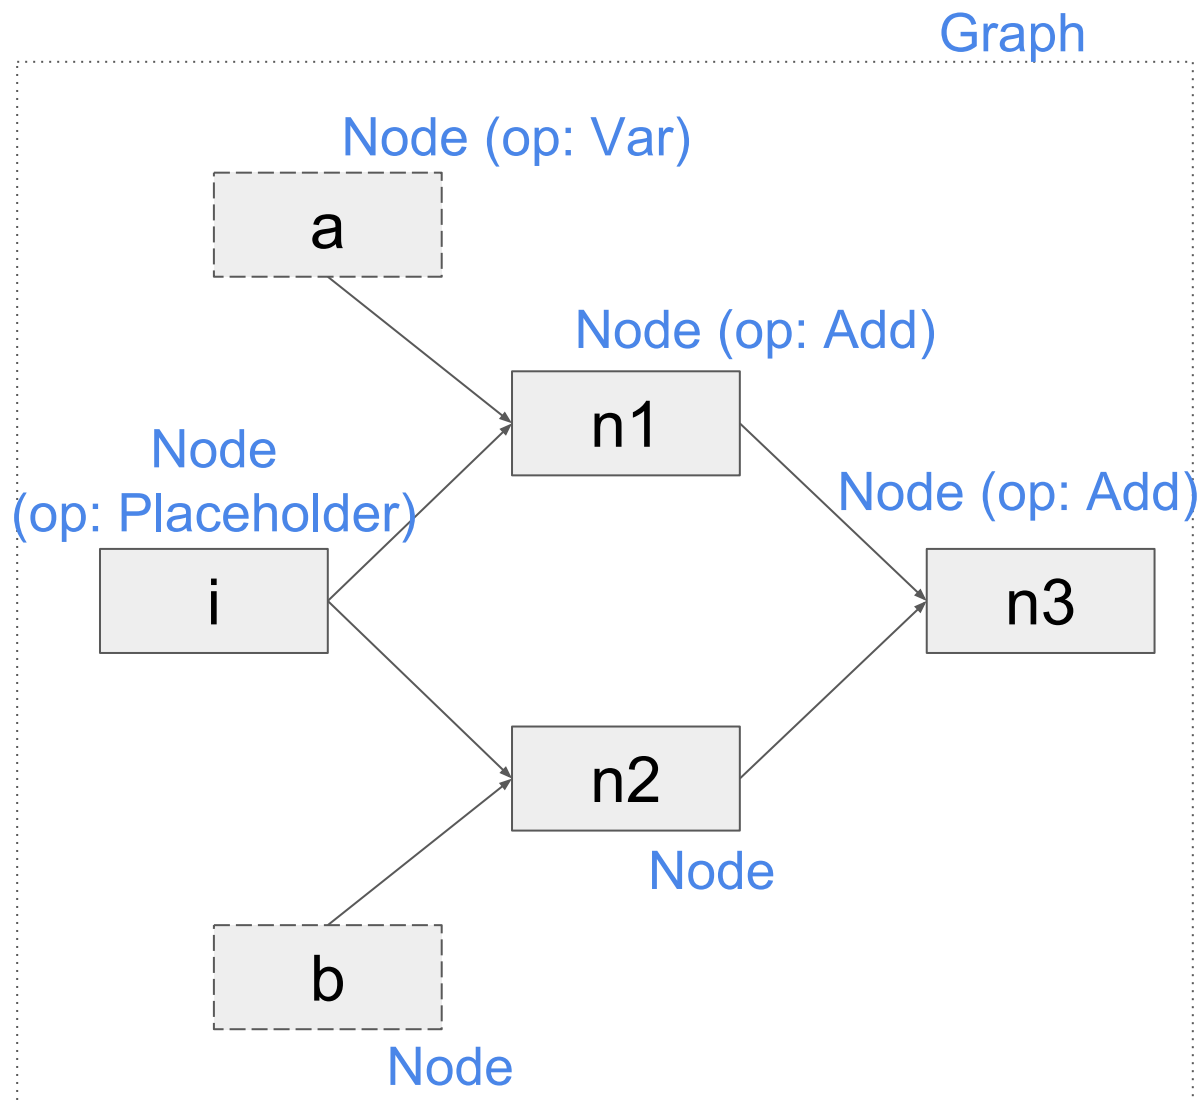 Graph
Node (op: Var)
a
Node (op: Add)
n1
Node
(op: Placeholder)
Node (op: Add)
i
n3
n2
Node
b
Node